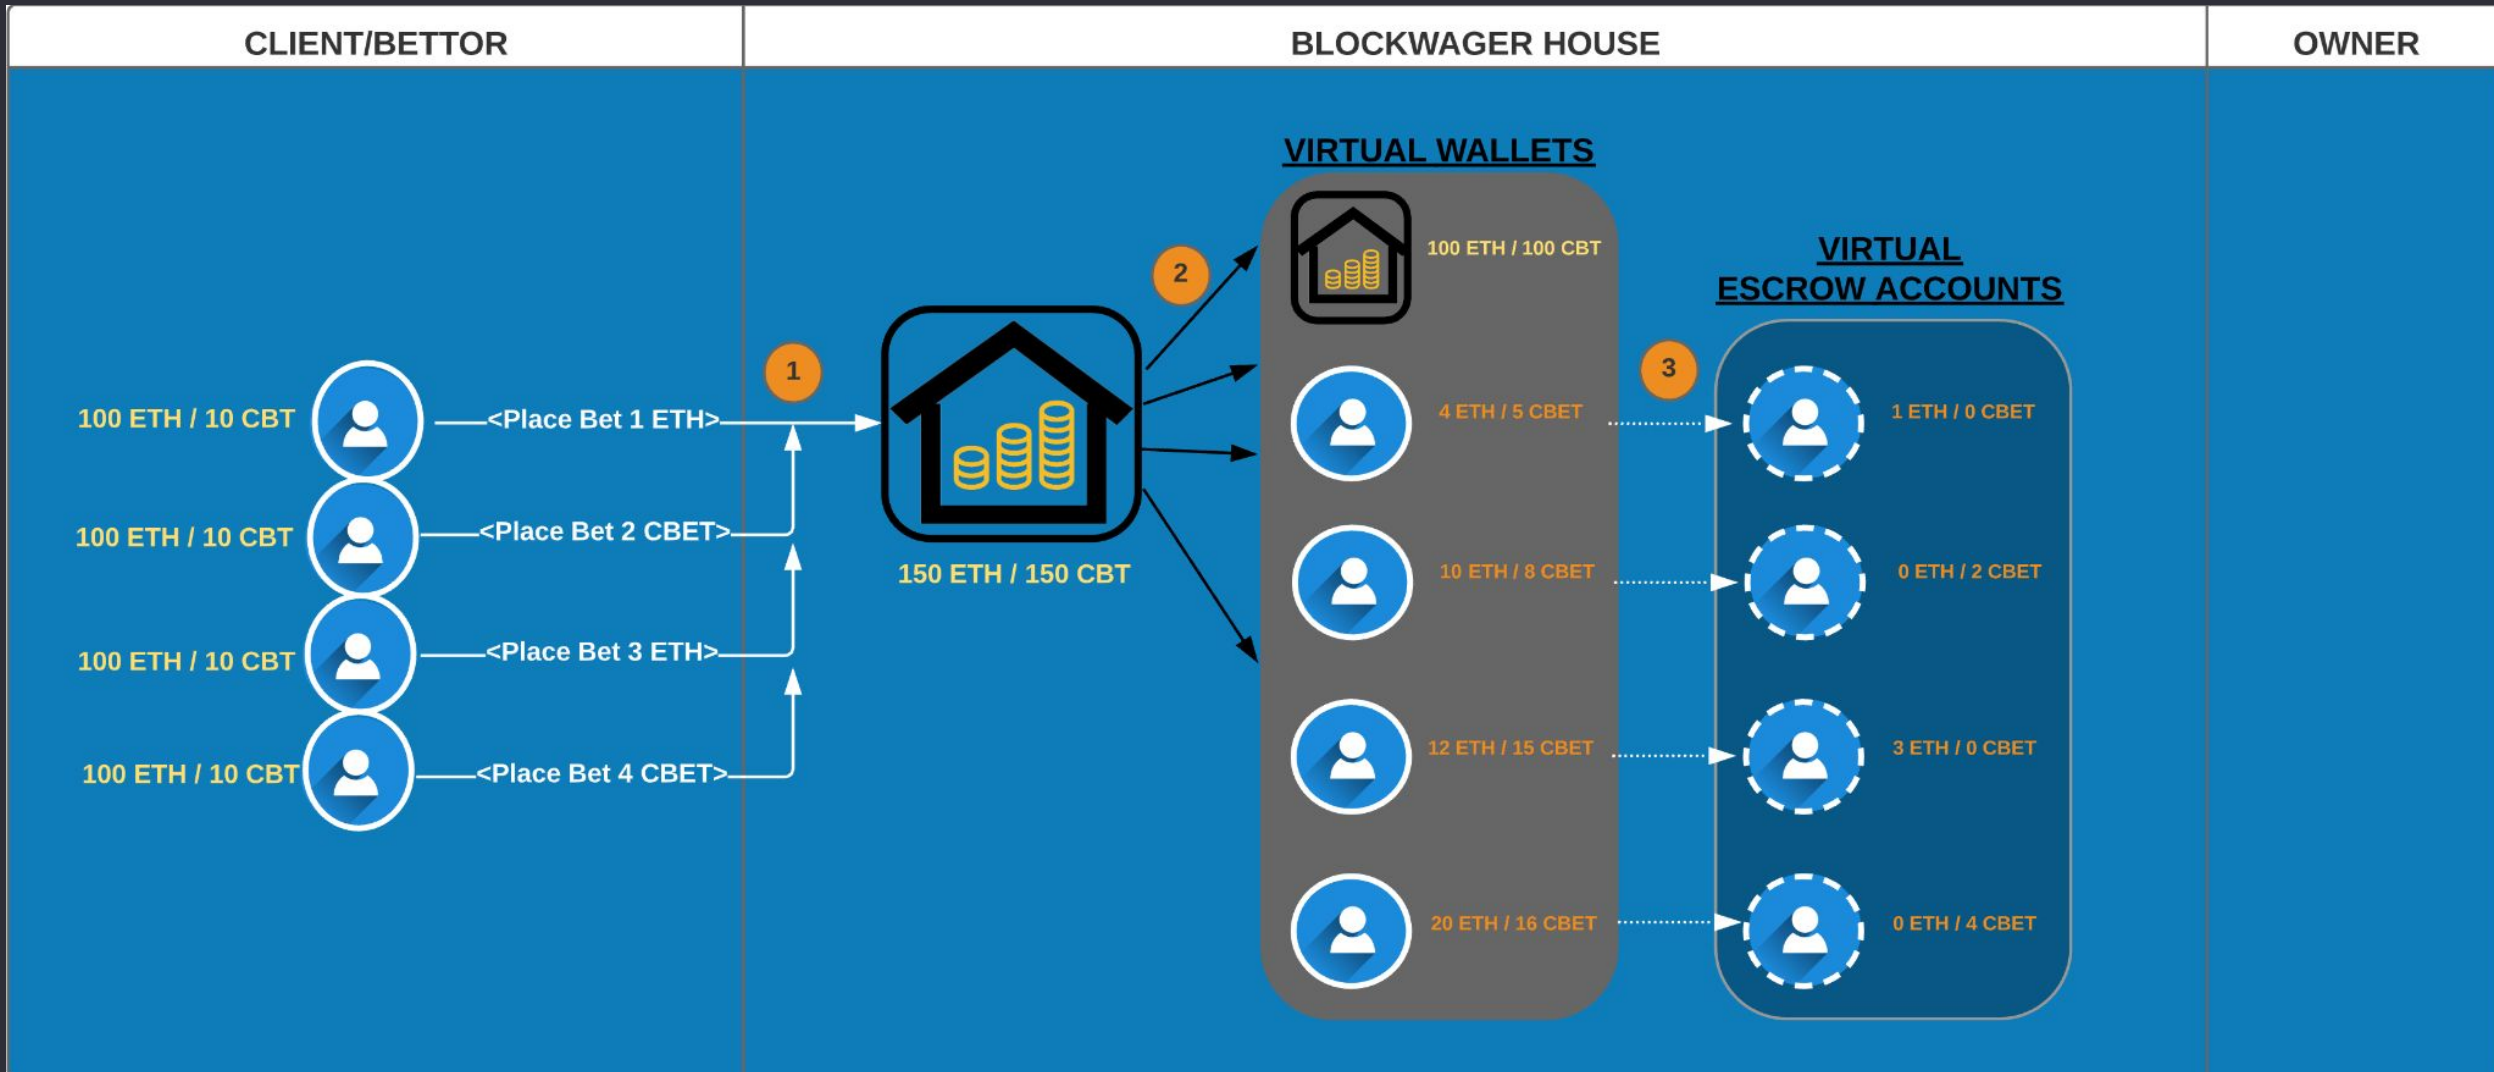 CLIENT/BETTOR
BLOCKWAGER HOUSE
OWNER
100 ETH / 10 CBT
<Place Bet 1 ETH>
100 ETH / 10 CBT
<Place Bet 2 CBET>
100 ETH / 10 CBT
<Place Bet 3 ETH>
100 ETH / 10 CBT
<Place Bet 4 CBET>
1
150 ETH / 150 CBT
2
VIRTUAL WALLETS
100 ETH / 100 CBT
4 ETH / 5 CBET
10 ETH / 8 CBET
12 ETH / 15 CBET
20 ETH / 16 CBET
3
VIRTUAL
ESCROW ACCOUNTS
1 ETH / 0 CBET
0 ETH / 2 CBET
3 ETH / 0 CBET
0 ETH / 4 CBET